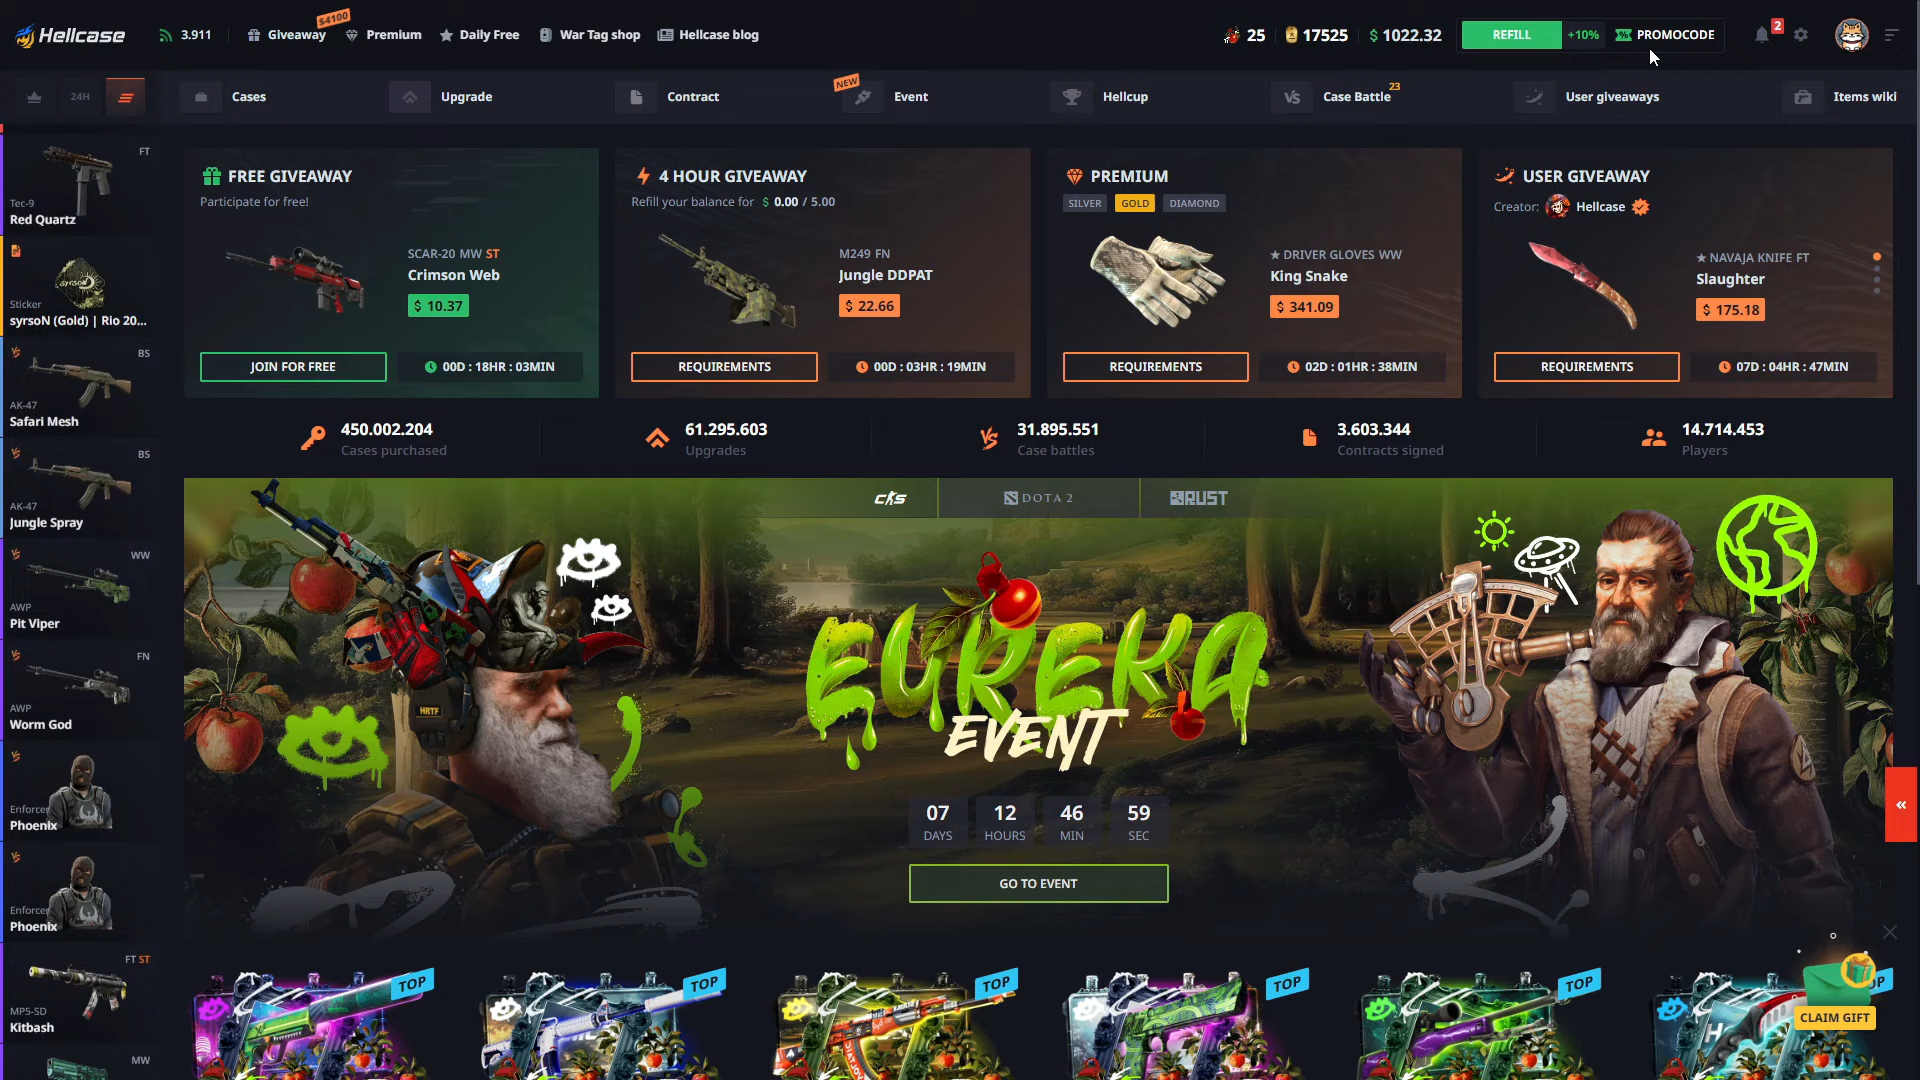 Hellcase
3.911
Giveaway
$4100
Premium
Daily Free
War Tag shop
Hellcase blog
25
17525
$ 1022.32
REFILL
+10%
PROMOCODE
2
24H
Cases
Upgrade
Contract
NEW
Event
Hellcup
VS
Case Battle
23
User giveaways
Items wiki
FT
Tec-9
Red Quartz
Sticker
syrsoN (Gold) | Rio 20...
BS
AK-47
Safari Mesh
BS
AK-47
Jungle Spray
WW
AWP
Pit Viper
FN
AWP
Worm God
Enforcer
Phoenix
Enforcer
Phoenix
FT ST
MP5-SD
Kitbash
MW
FREE GIVEAWAY
Participate for free!
SCAR-20 MW ST
Crimson Web
$ 10.37
JOIN FOR FREE
00D : 18HR : 03MIN
4 HOUR GIVEAWAY
Refill your balance for $ 0.00 / 5.00
M249 FN
Jungle DDPAT
$ 22.66
REQUIREMENTS
00D : 03HR : 19MIN
PREMIUM
SILVER
GOLD
DIAMOND
★ DRIVER GLOVES WW
King Snake
$ 341.09
REQUIREMENTS
02D : 01HR : 38MIN
USER GIVEAWAY
Creator: Hellcase
★ NAVAJA KNIFE FT
Slaughter
$ 175.18
REQUIREMENTS
07D : 04HR : 47MIN
450.002.204
Cases purchased
61.295.603
Upgrades
31.895.551
Case battles
3.603.344
Contracts signed
14.714.453
Players
CS
DOTA 2
RUST
HRTF
EUREKA
EVENT
07
DAYS
12
HOURS
46
MIN
59
SEC
GO TO EVENT
TOP
TOP
TOP
TOP
TOP
CLAIM GIFT